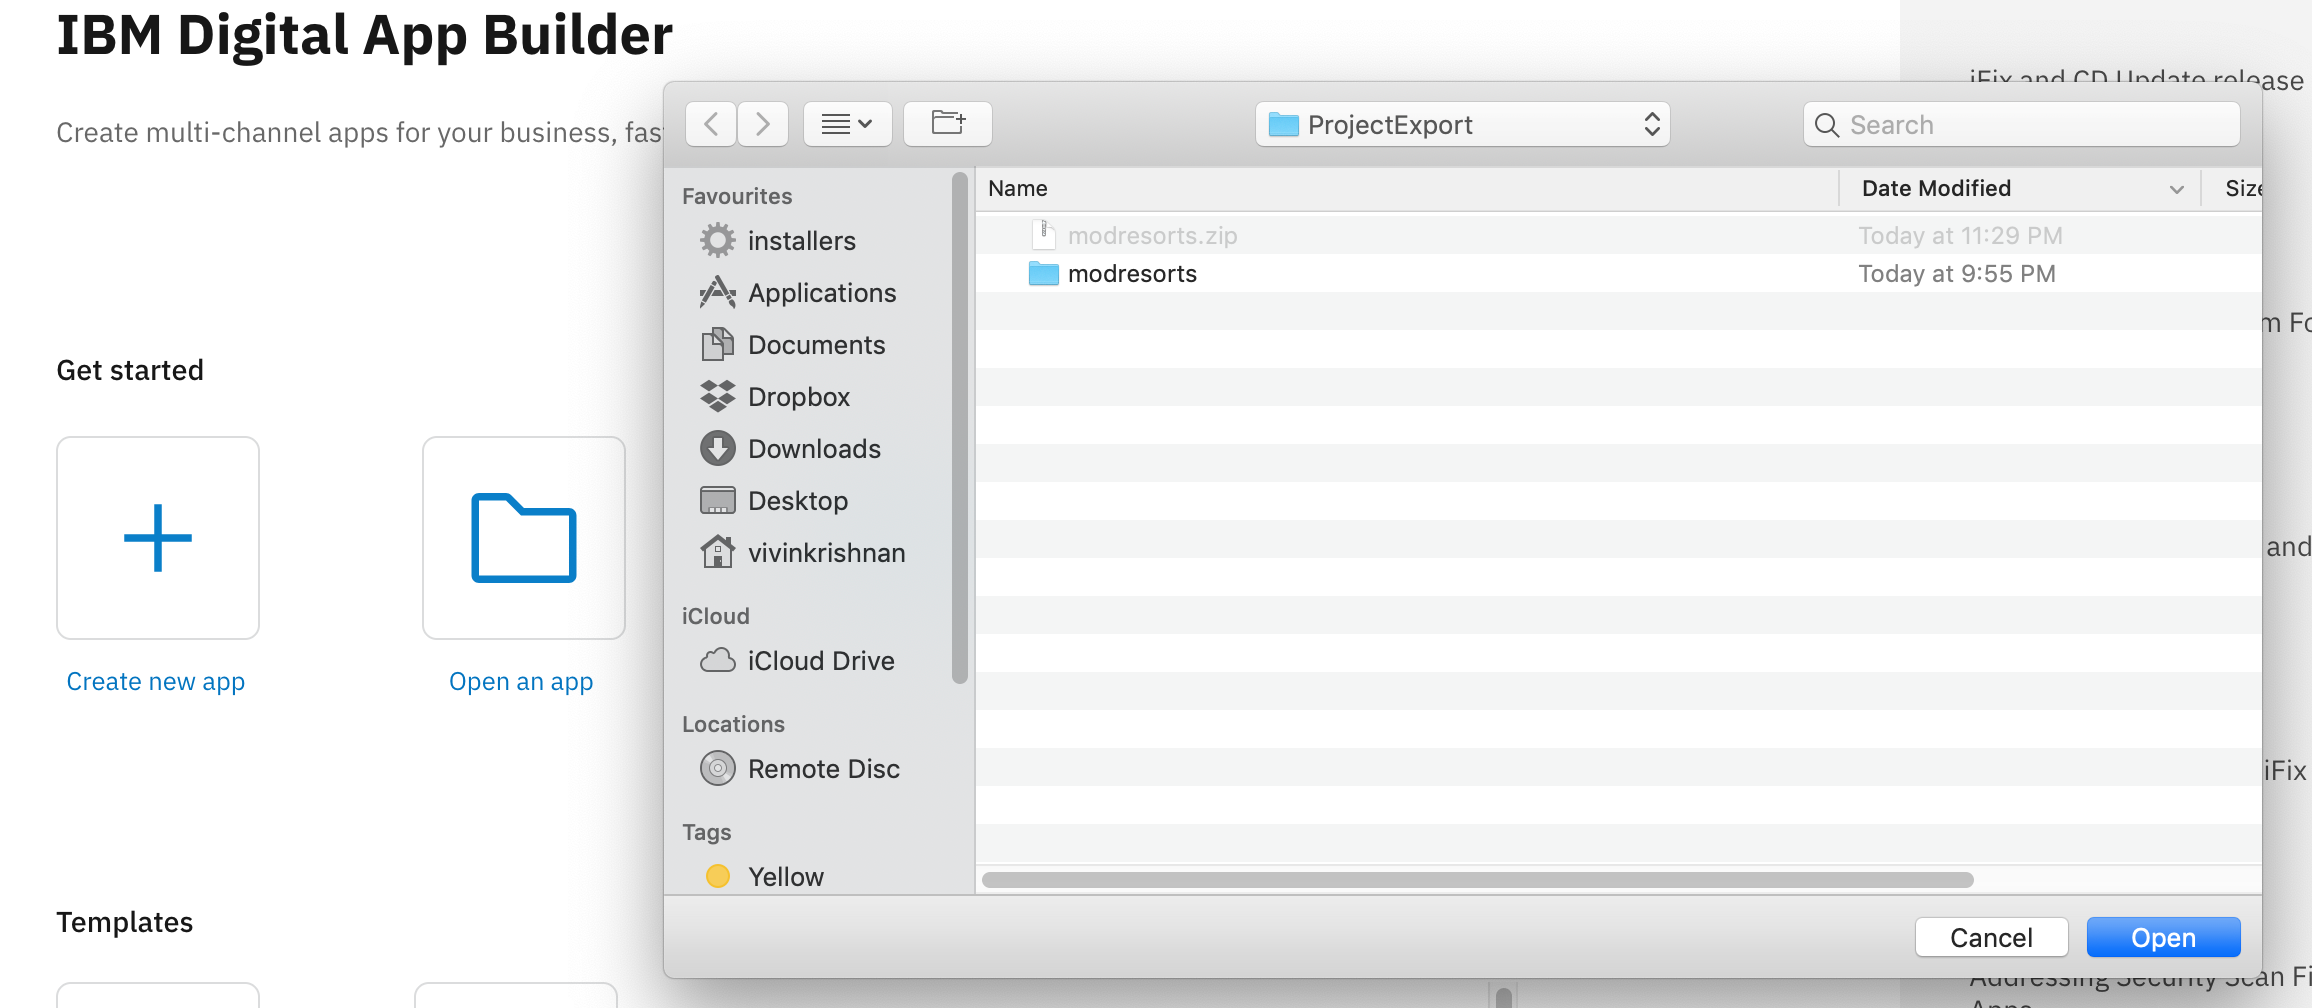 IBM Digital App Builder
Create multi-channel apps for your business, fas
Get started
Create new app
Open an app
Templates
ProjectExport
Search
Favourites
installers
Applications
Documents
Dropbox
Downloads
Desktop
vivinkrishnan
iCloud
iCloud Drive
Locations
Remote Disc
Tags
Yellow
Name Date Modified Size
modresorts.zip Today at 11:29 PM
modresorts Today at 9:55 PM
Cancel Open
iFix and CD Update release
m Fo
and
iFix
Addressing Security Scan Fi
Apps